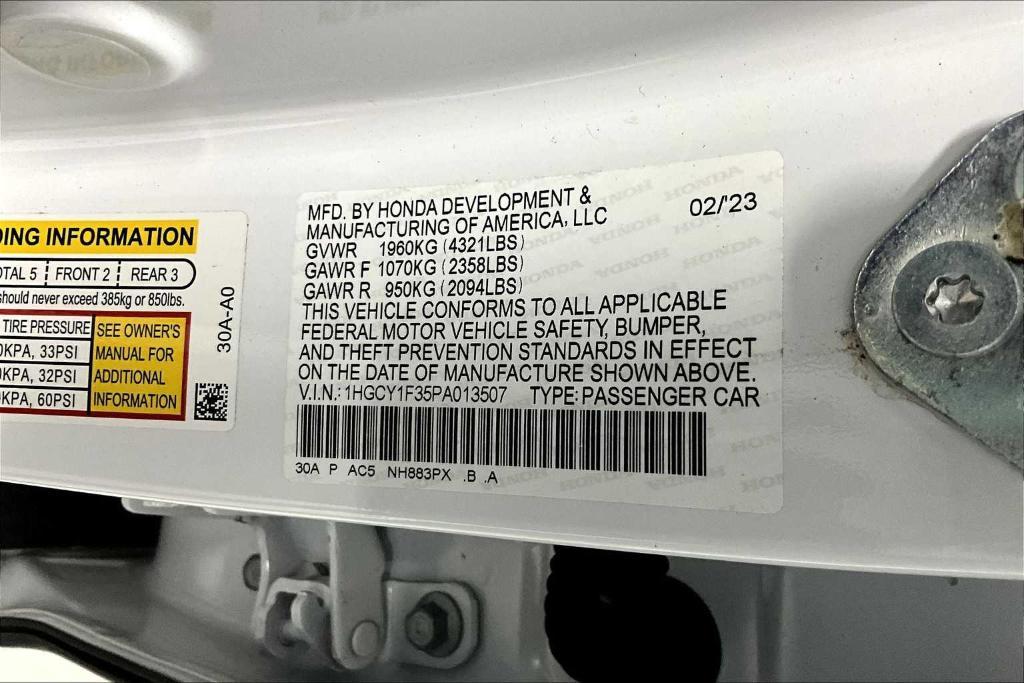 DING INFORMATION
OTAL 5 FRONT 2 REAR 3
should never exceed 385kg or 850lbs.
TIRE PRESSURE
0KPA, 33PSI
0KPA, 32PSI
0KPA, 60PSI
SEE OWNER'S
MANUAL FOR
ADDITIONAL
INFORMATION
30A-A0
MFD. BY HONDA DEVELOPMENT &
MANUFACTURING OF AMERICA, LLC
02/'23
GVWR 1960KG (4321LBS)
GAWR F 1070KG (2358LBS)
GAWR R 950KG (2094LBS)
THIS VEHICLE CONFORMS TO ALL APPLICABLE
FEDERAL MOTOR VEHICLE SAFETY, BUMPER,
AND THEFT PREVENTION STANDARDS IN EFFECT
ON THE DATE OF MANUFACTURE SHOWN ABOVE.
V.I.N.: 1HGCY1F35PA013507 TYPE: PASSENGER CAR
30A P AC5 NH883PX .B .A